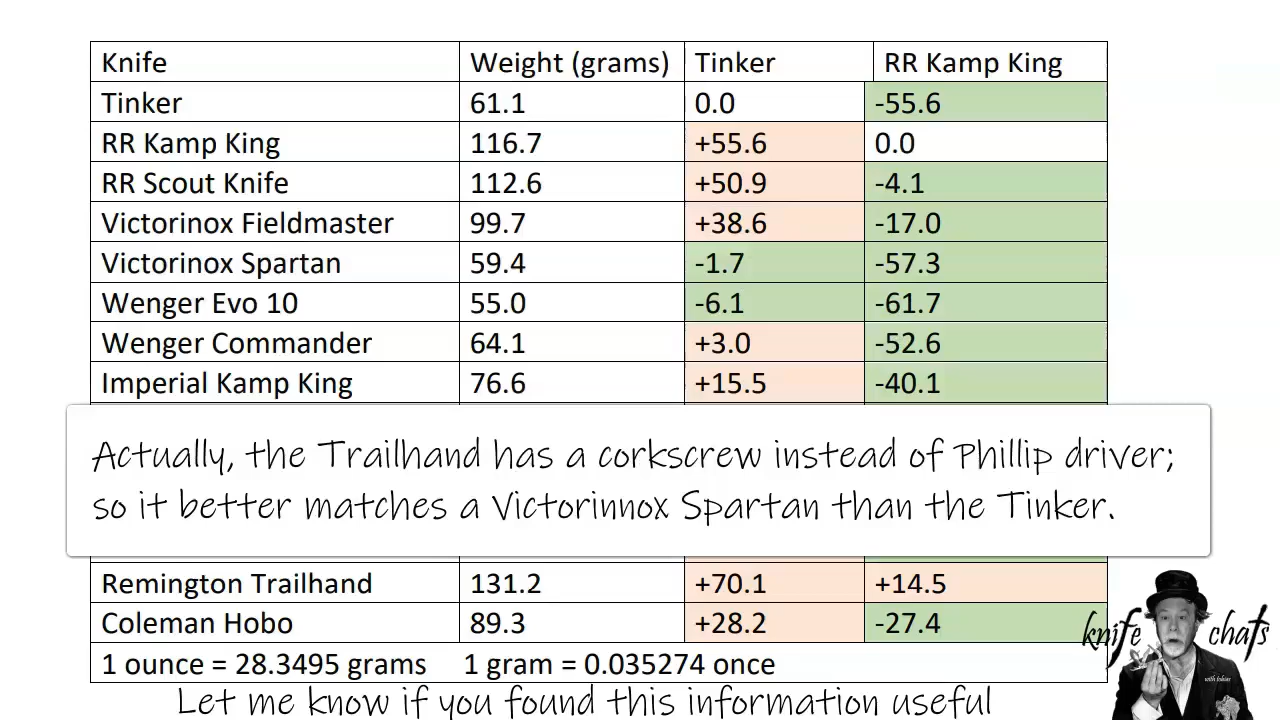 Knife Weight (grams) Tinker RR Kamp King
Tinker 61.1 0.0 -55.6
RR Kamp King 116.7 +55.6 0.0
RR Scout Knife 112.6 +50.9 -4.1
Victorinox Fieldmaster 99.7 +38.6 -17.0
Victorinox Spartan 59.4 -1.7 -57.3
Wenger Evo 10 55.0 -6.1 -61.7
Wenger Commander 64.1 +3.0 -52.6
Imperial Kamp King 76.6 +15.5 -40.1
Actually, the Trailhand has a corkscrew instead of Phillip driver;
so it better matches a Victorinnox Spartan than the Tinker.
Remington Trailhand 131.2 +70.1 +14.5
Coleman Hobo 89.3 +28.2 -27.4
knife chats
1 ounce = 28.3495 grams 1 gram = 0.035274 once
with tobias
Let me know if you found this information useful